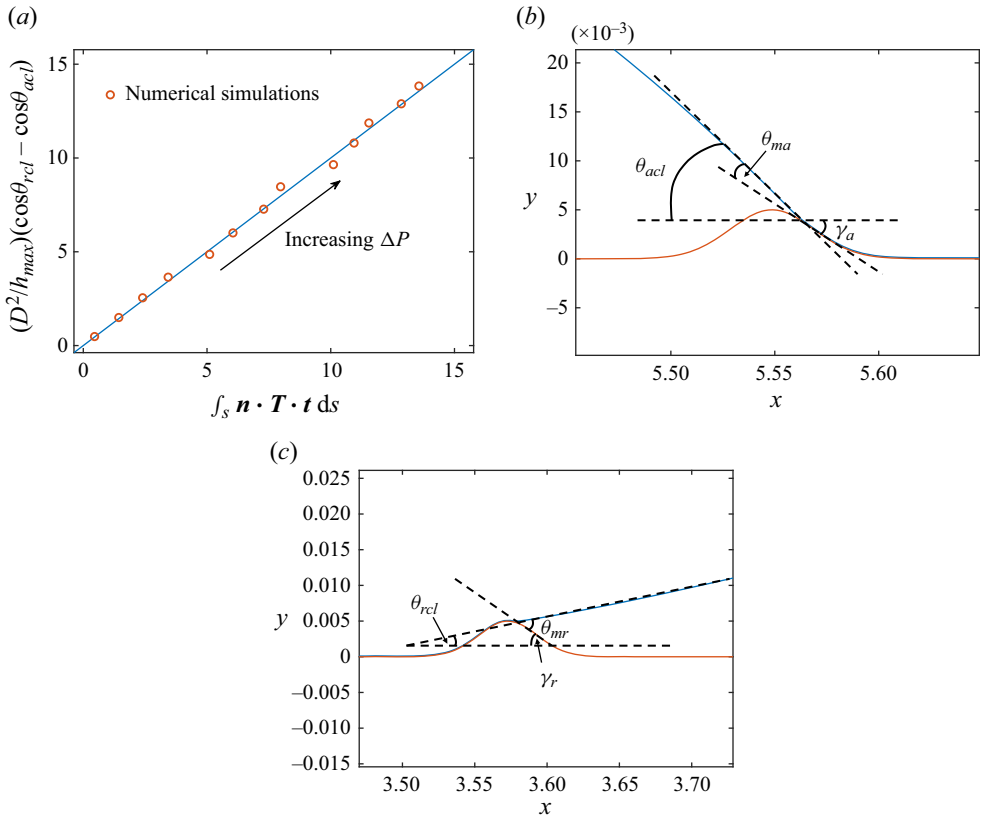 (a)
15
10
5
0
(D²/h_max)(cosθ_rcl – cosθ_acl)
Numerical simulations
Increasing ΔP
0 5 10 15
∫_s n · T · t ds
(b)
(×10⁻³)
20
15
10
5
0
–5
y
θ_acl
θ_ma
γ_a
5.50 5.55 5.60
x
(c)
0.025
0.020
0.015
0.010
0.005
0
–0.005
–0.010
–0.015
y
θ_rcl
θ_mr
γ_r
3.50 3.55 3.60 3.65 3.70
x